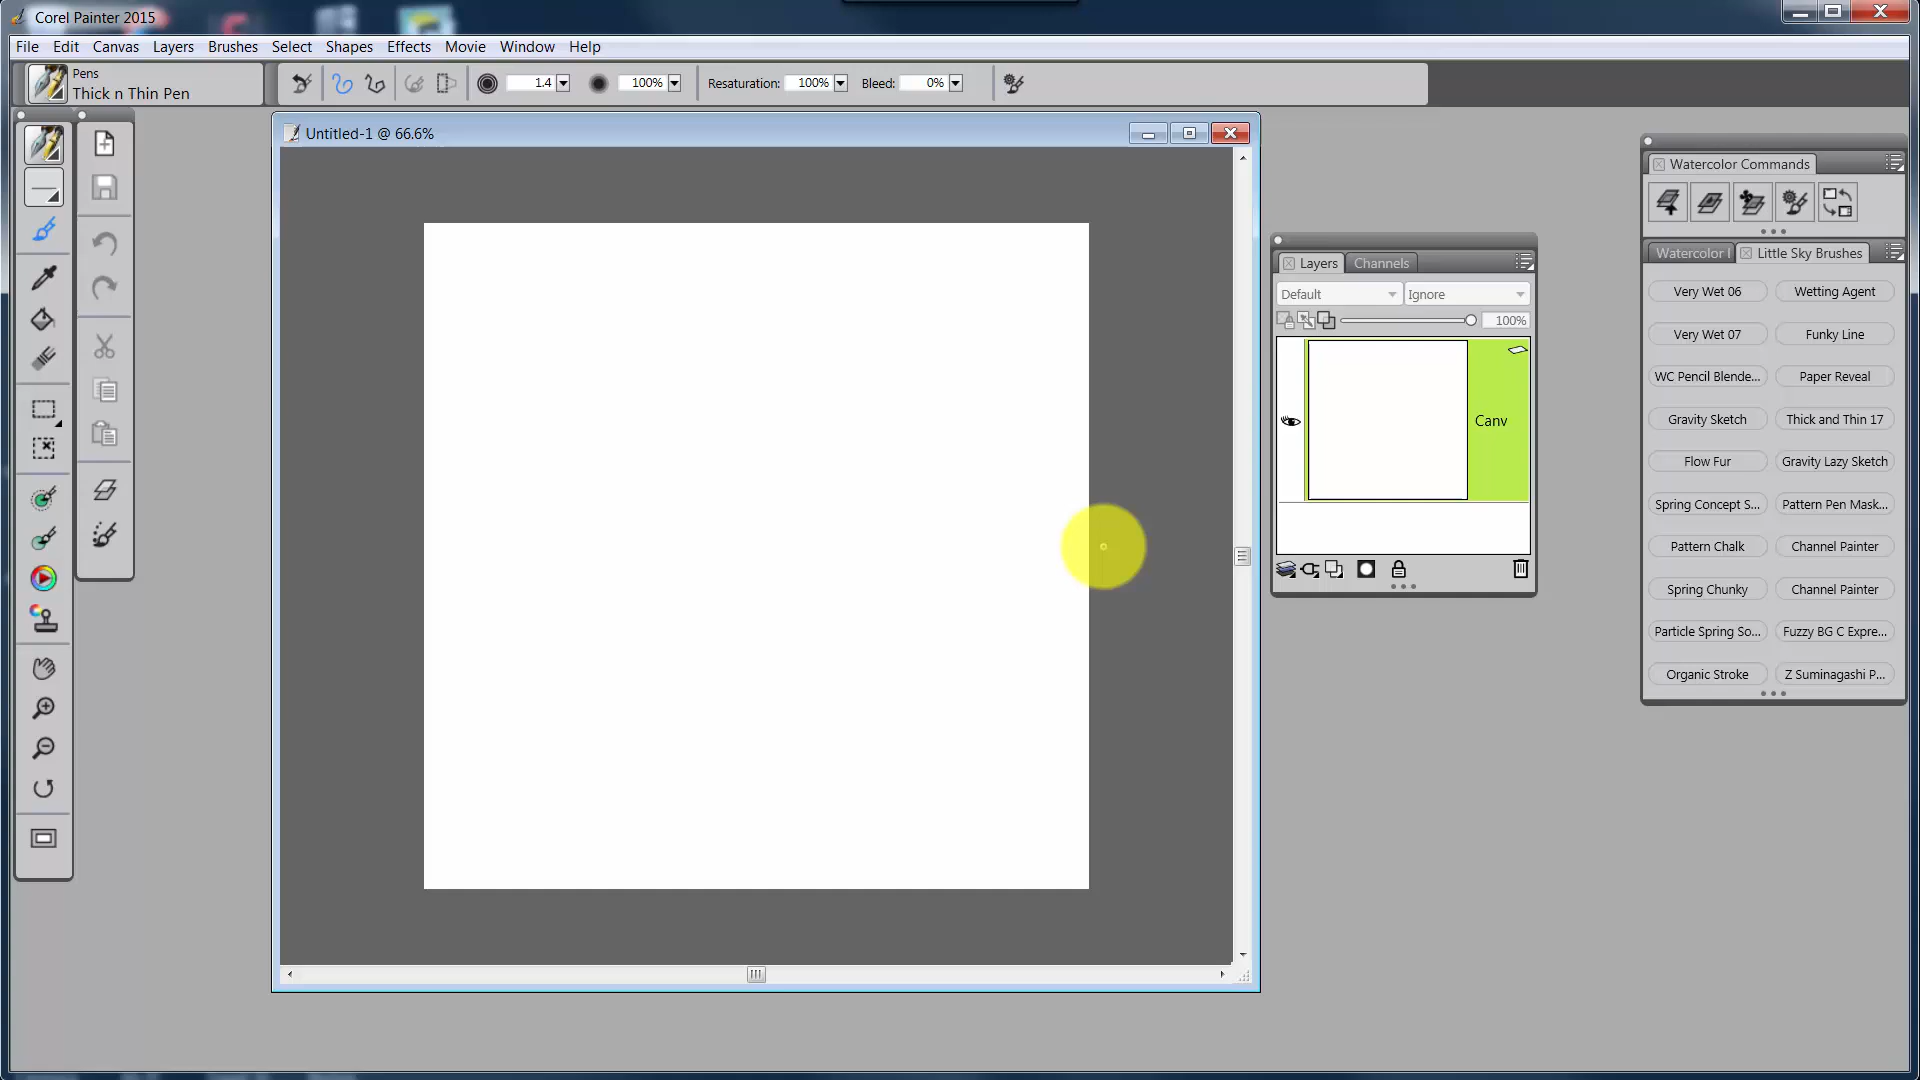 Corel Painter 2015
File Edit Canvas Layers Brushes Select Shapes Effects Movie Window Help
Pens
Thick n Thin Pen
1.4 100% Resaturation: 100% Bleed: 0%
Untitled-1 @ 66.6%
Layers Channels
Default Ignore
100%
Canv
Watercolor Commands
Watercolor Little Sky Brushes
Very Wet 06 Wetting Agent
Very Wet 07 Funky Line
WC Pencil Blende... Paper Reveal
Gravity Sketch Thick and Thin 17
Flow Fur Gravity Lazy Sketch
Spring Concept S... Pattern Pen Mask...
Pattern Chalk Channel Painter
Spring Chunky Channel Painter
Particle Spring So... Fuzzy BG C Expre...
Organic Stroke Z Suminagashi P...